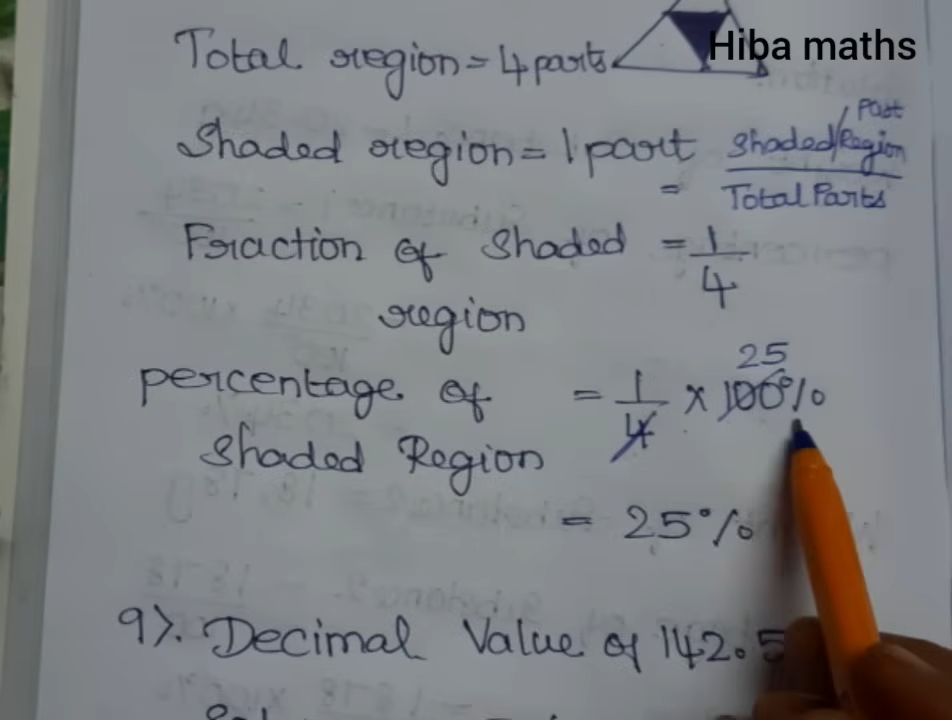 Total region = 4 parts
Hiba maths
Shaded region = 1 part
Part
Shaded/Region
= Total Parts
Fraction of Shaded = 1/4
region
25
percentage of = 1/4 × 100%
Shaded Region
= 25%
9). Decimal Value of 142.5